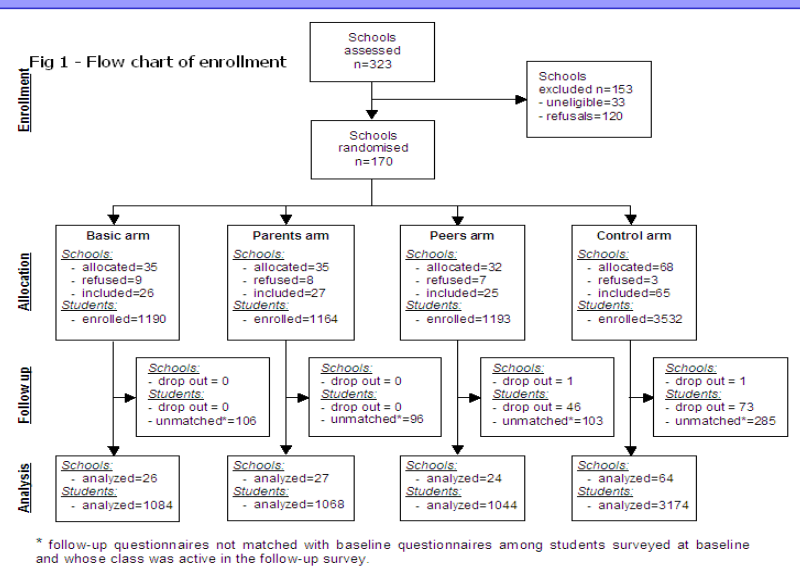 Fig 1 - Flow chart of enrollment
Enrollment
Schools
assessed
n=323
Schools
excluded n=153
- uneligible=33
- refusals=120
Schools
randomised
n=170
Allocation
Basic arm
Schools:
- allocated=35
- refused=9
- included=26
Students:
- enrolled=1190
Parents arm
Schools:
- allocated=35
- refused=8
- included=27
Students:
- enrolled=1164
Peers arm
Schools:
- allocated=32
- refused=7
- included=25
Students:
- enrolled=1193
Control arm
Schools:
- allocated=68
- refused=3
- included=65
Students:
- enrolled=3532
Follow up
Schools:
- drop out = 0
Students:
- drop out = 0
- unmatched*=106
Schools:
- drop out = 0
Students:
- drop out = 0
- unmatched*=96
Schools:
- drop out = 1
Students:
- drop out = 46
- unmatched*=103
Schools:
- drop out = 1
Students:
- drop out = 73
- unmatched*=285
Analysis
Schools:
- analyzed=26
Students:
- analyzed=1084
Schools:
- analyzed=27
Students:
- analyzed=1068
Schools:
- analyzed=24
Students:
- analyzed=1044
Schools:
- analyzed=64
Students:
- analyzed=3174
* follow-up questionnaires not matched with baseline questionnaires among students surveyed at baseline
and whose class was active in the follow-up survey.